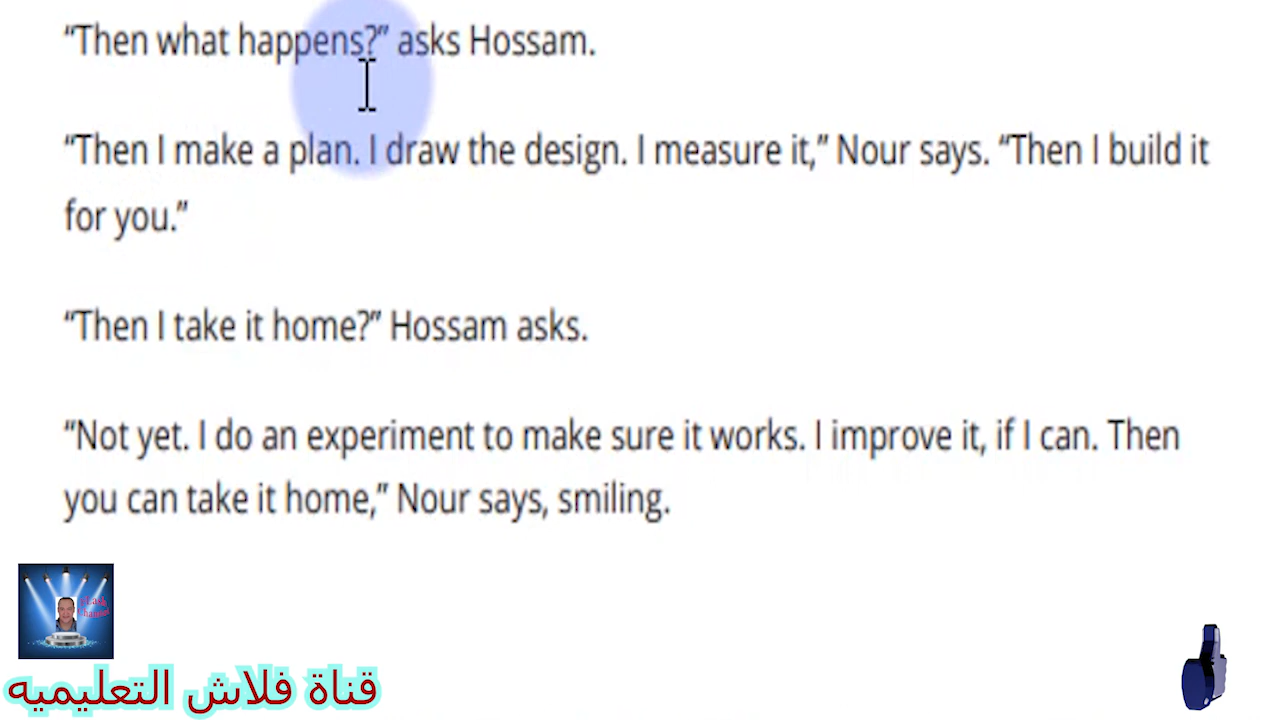 “Then what happens?” asks Hossam.
“Then I make a plan. I draw the design. I measure it,” Nour says. “Then I build it
for you.”
“Then I take it home?” Hossam asks.
“Not yet. I do an experiment to make sure it works. I improve it, if I can. Then
you can take it home,” Nour says, smiling.
قناة فلاش التعليميه